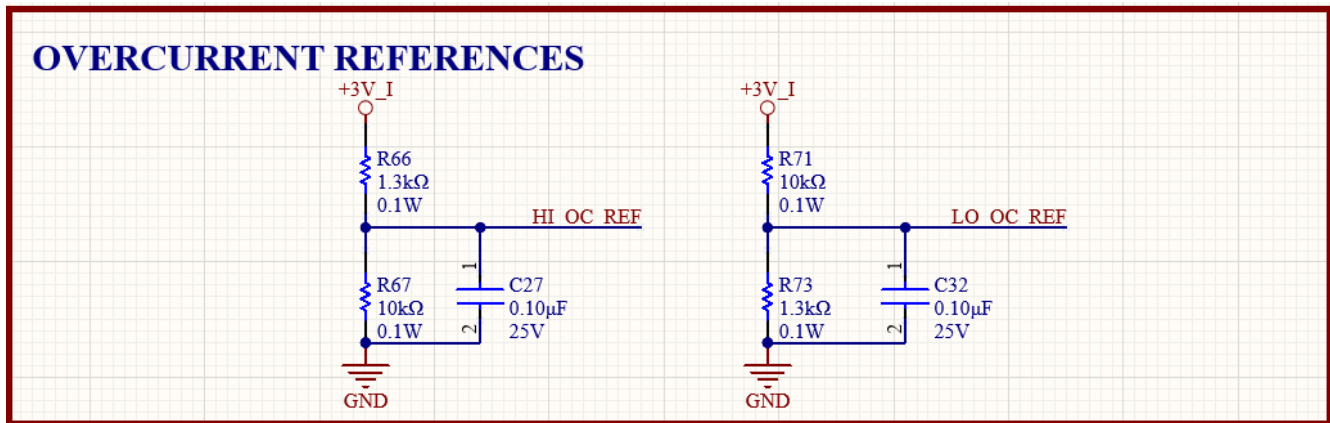 OVERCURRENT REFERENCES
+3V_I
R66
1.3kΩ
0.1W
HI_OC_REF
R67
10kΩ
0.1W
1
2
C27
0.10µF
25V
GND
+3V_I
R71
10kΩ
0.1W
LO_OC_REF
R73
1.3kΩ
0.1W
1
2
C32
0.10µF
25V
GND